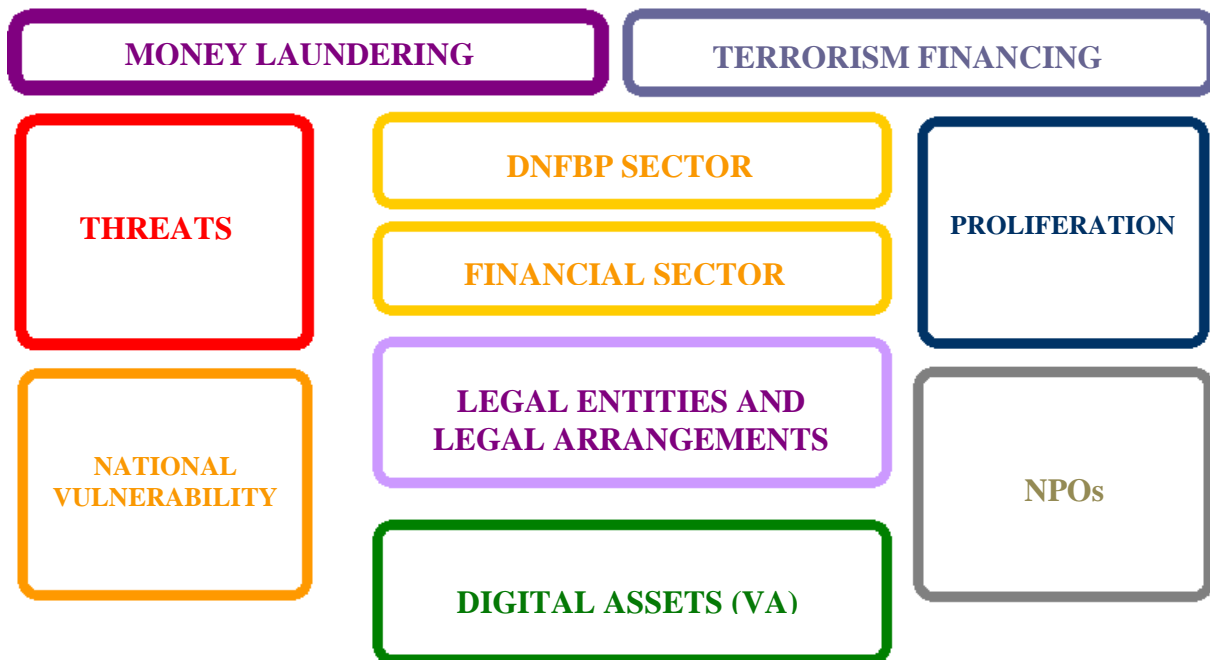 MONEY LAUNDERING
TERRORISM FINANCING
THREATS
DNFBP SECTOR
FINANCIAL SECTOR
PROLIFERATION
NATIONAL
VULNERABILITY
LEGAL ENTITIES AND
LEGAL ARRANGEMENTS
NPOs
DIGITAL ASSETS (VA)